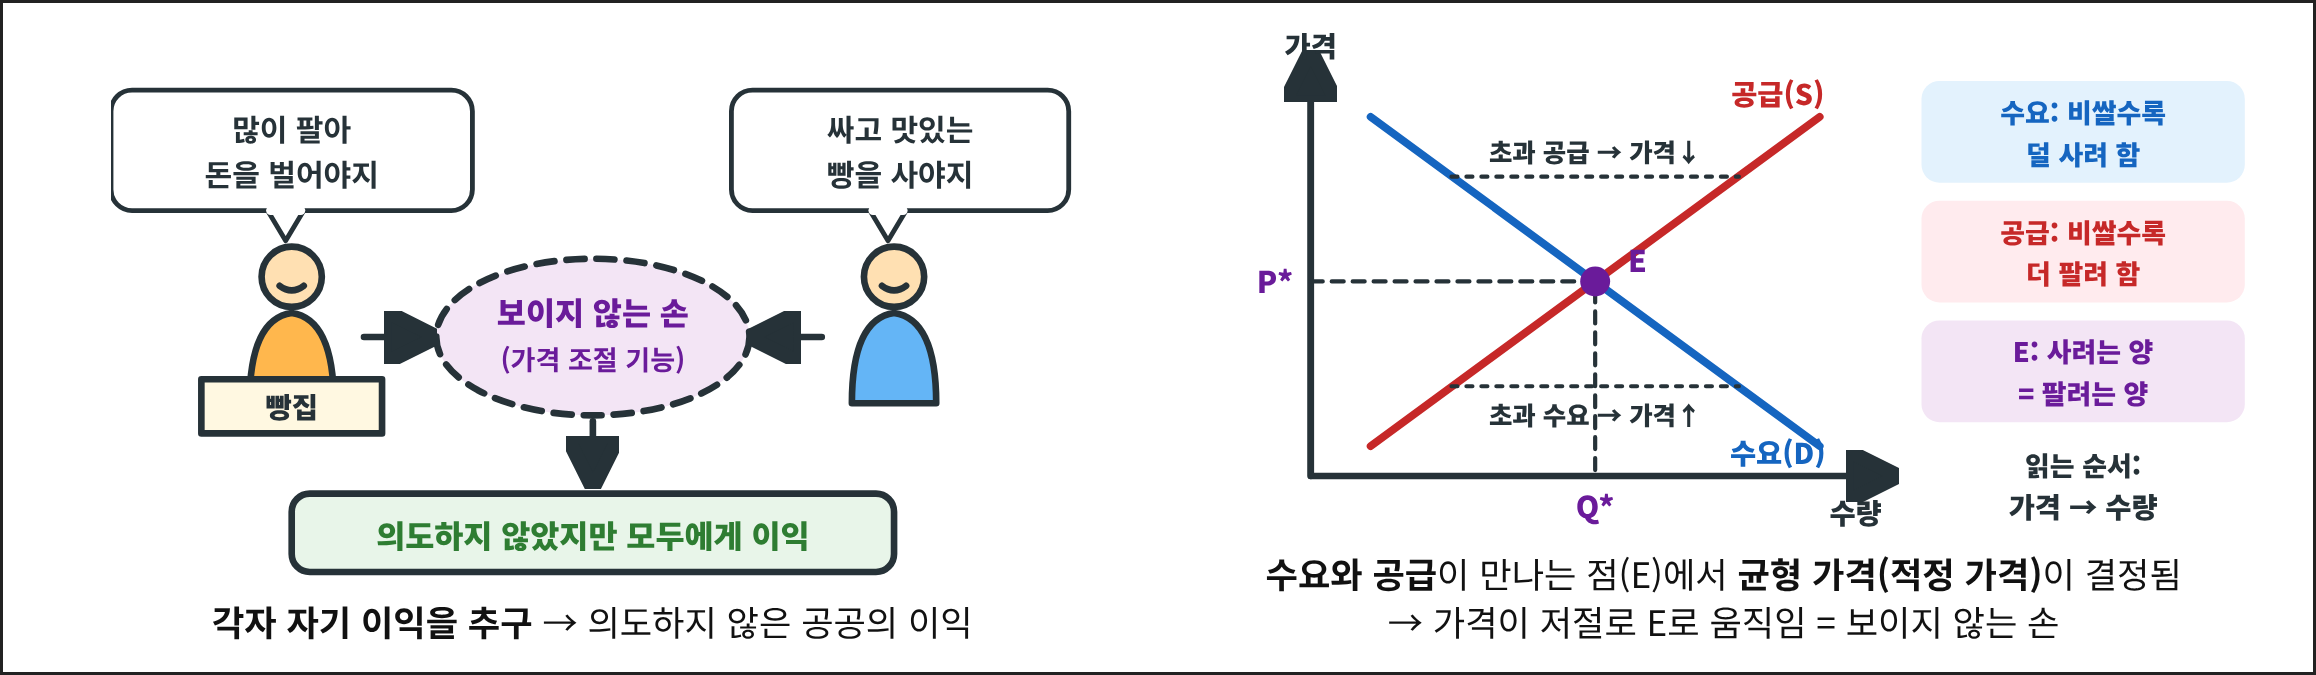 많이 팔아
돈을 벌어야지
싸고 맛있는
빵을 사야지
보이지 않는 손
(가격 조절 기능)
빵집
의도하지 않았지만 모두에게 이익
각자 자기 이익을 추구 → 의도하지 않은 공공의 이익
가격
공급(S)
초과 공급 → 가격↓
E
P*
초과 수요 → 가격↑
수요(D)
Q*
수량
수요: 비쌀수록
덜 사려 함
공급: 비쌀수록
더 팔려 함
E: 사려는 양
= 팔려는 양
읽는 순서:
가격 → 수량
수요와 공급이 만나는 점(E)에서 균형 가격(적정 가격)이 결정됨
→ 가격이 저절로 E로 움직임 = 보이지 않는 손